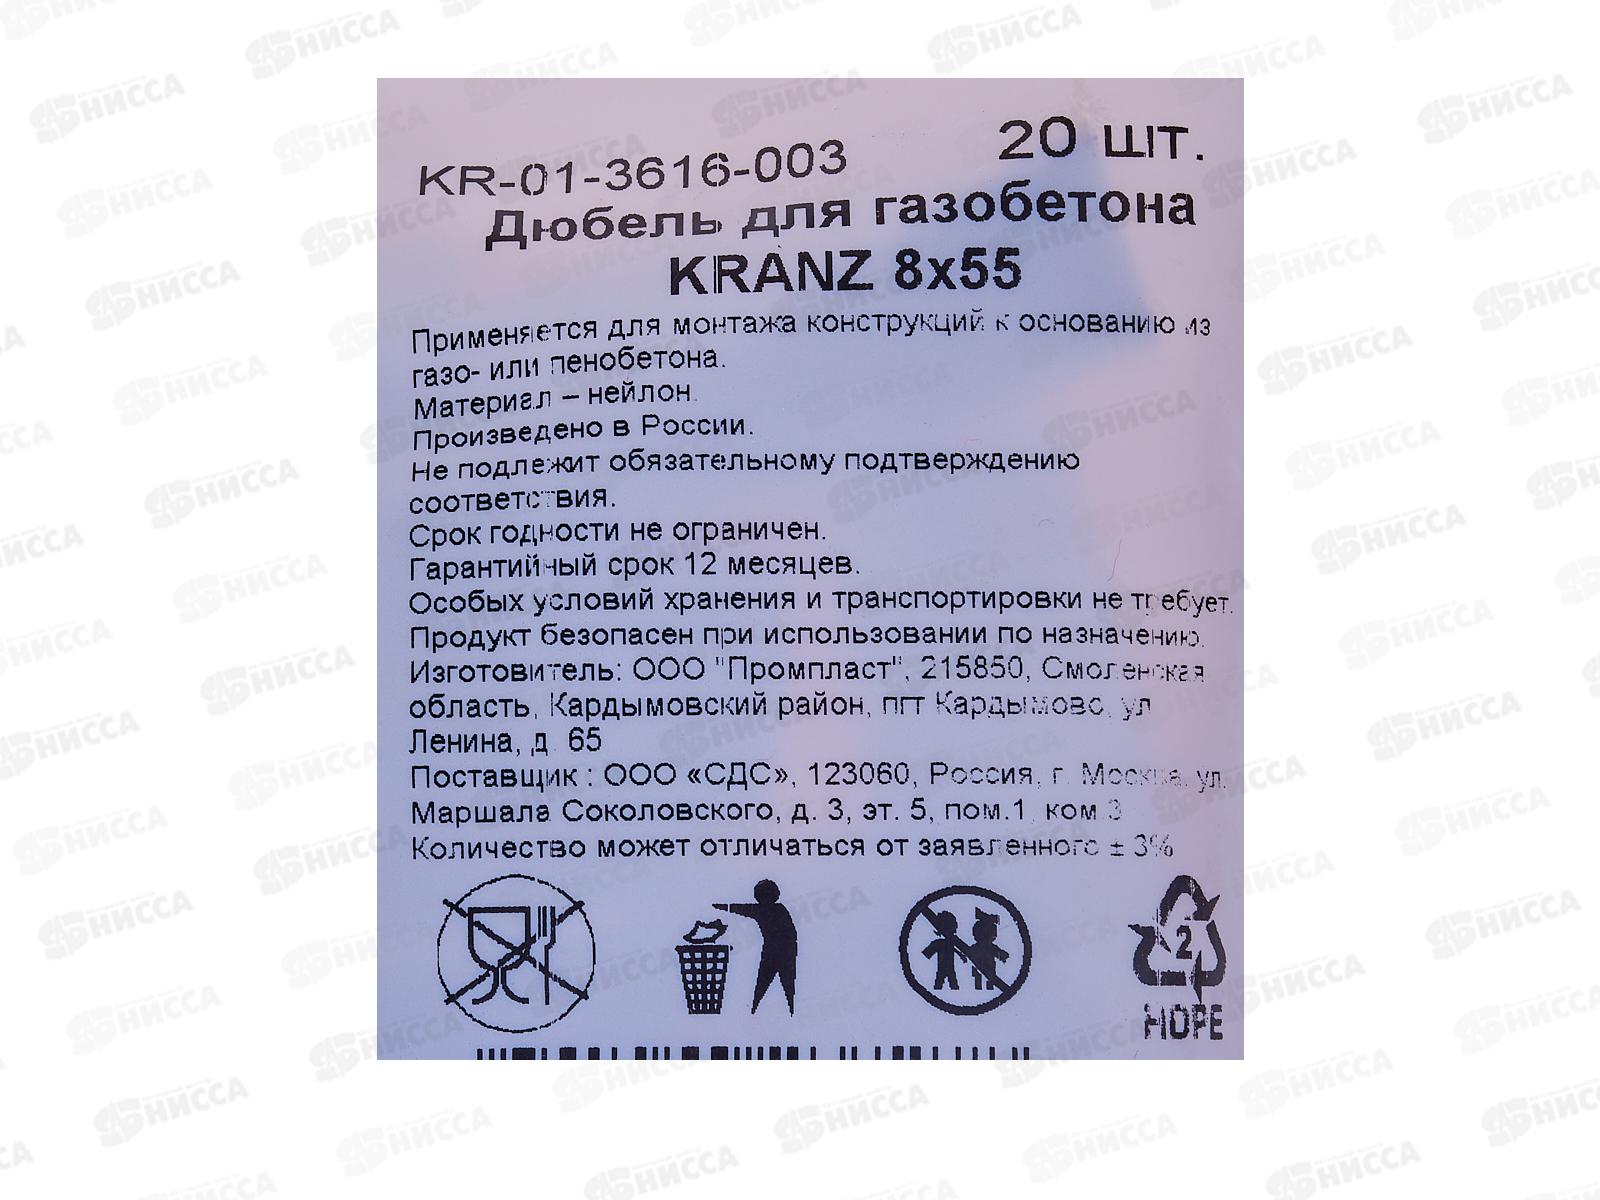 20 шт.
KR-01-3616-003
Дюбель для газобетона
KRANZ 8x55
Применяется для монтажа конструкций к основанию из
газо- или пенобетона.
Материал – нейлон.
Произведено в России.
Не подлежит обязательному подтверждению
соответствия.
Срок годности не ограничен.
Гарантийный срок 12 месяцев.
Особых условий хранения и транспортировки не требует.
Продукт безопасен при использовании по назначению.
Изготовитель: ООО "Промпласт", 215850, Смоленская
область, Кардымовский район, пгт Кардымово, ул
Ленина, д. 65
Поставщик : ООО «СДС», 123060, Россия, г. Москва, ул.
Маршала Соколовского, д. 3, эт. 5, пом.1, ком 3
Количество может отличаться от заявленного ± 3%
2
HDPE
НИССА